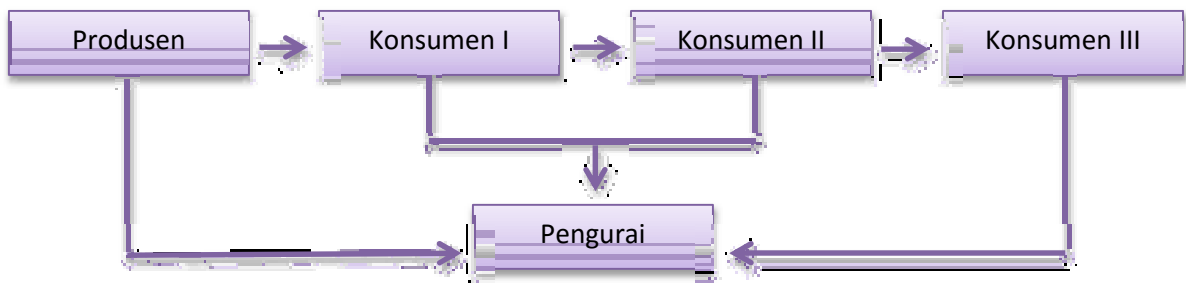 Produsen
Konsumen I
Konsumen II
Konsumen III
Pengurai